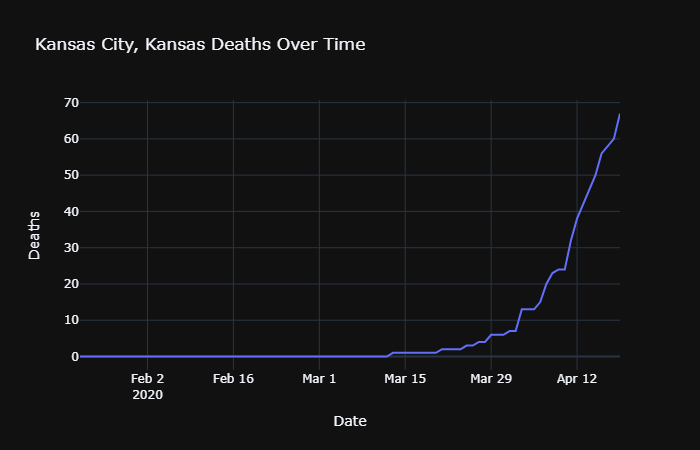 Kansas City, Kansas Deaths Over Time
Deaths
70
60
50
40
30
20
10
0
Feb 2
2020
Feb 16
Mar 1
Mar 15
Mar 29
Apr 12
Date